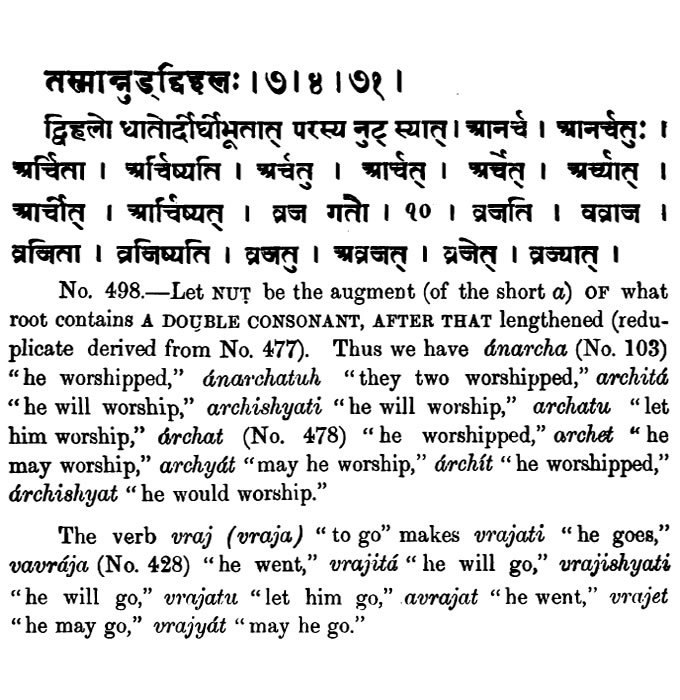 तस्मान्नुड्द्विहलः । ७ । ४ । ७१ ।
द्विहलो धातोर्दीर्घीभूतात् परस्य नुट् स्यात् । आनर्च । आनर्चतुः ।
अर्चिता । अर्चिष्यति । अर्चतु । आर्चत् । अर्चेत् । अर्च्यात् ।
आर्चीत् । आर्चिष्यत् । व्रज गतौ । १० । व्रजति । वव्राज ।
व्रजिता । व्रजिष्यति । व्रजतु । अव्रजत् । व्रजेत् । व्रज्यात् ।
No. 498.—Let NUṬ be the augment (of the short a) OF what
root contains A DOUBLE CONSONANT, AFTER THAT lengthened (redu-
plicate derived from No. 477). Thus we have ánarcha (No. 103)
“he worshipped,” ánarchatuh “they two worshipped,” architá
“he will worship,” archishyati “he will worship,” archatu “let
him worship,” árchat (No. 478) “he worshipped,” archet “he
may worship,” archyát “may he worship,” árchít “he worshipped,”
árchishyat “he would worship.”
The verb vraj (vraja) “to go” makes vrajati “he goes,”
vavrája (No. 428) “he went,” vrajitá “he will go,” vrajishyati
“he will go,” vrajatu “let him go,” avrajat “he went,” vrajet
“he may go,” vrajyát “may he go.”